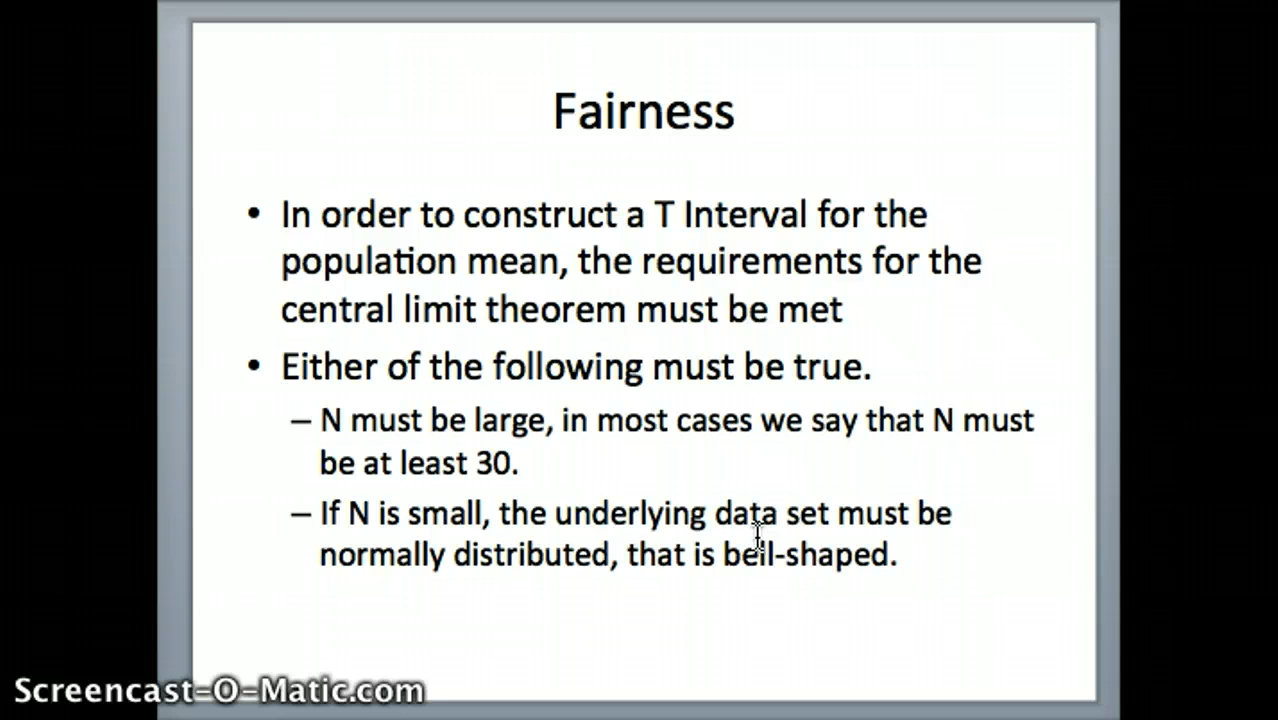 Fairness
• In order to construct a T Interval for the
population mean, the requirements for the
central limit theorem must be met
• Either of the following must be true.
– N must be large, in most cases we say that N must
be at least 30.
– If N is small, the underlying data set must be
normally distributed, that is bell-shaped.
Screencast-O-Matic.com